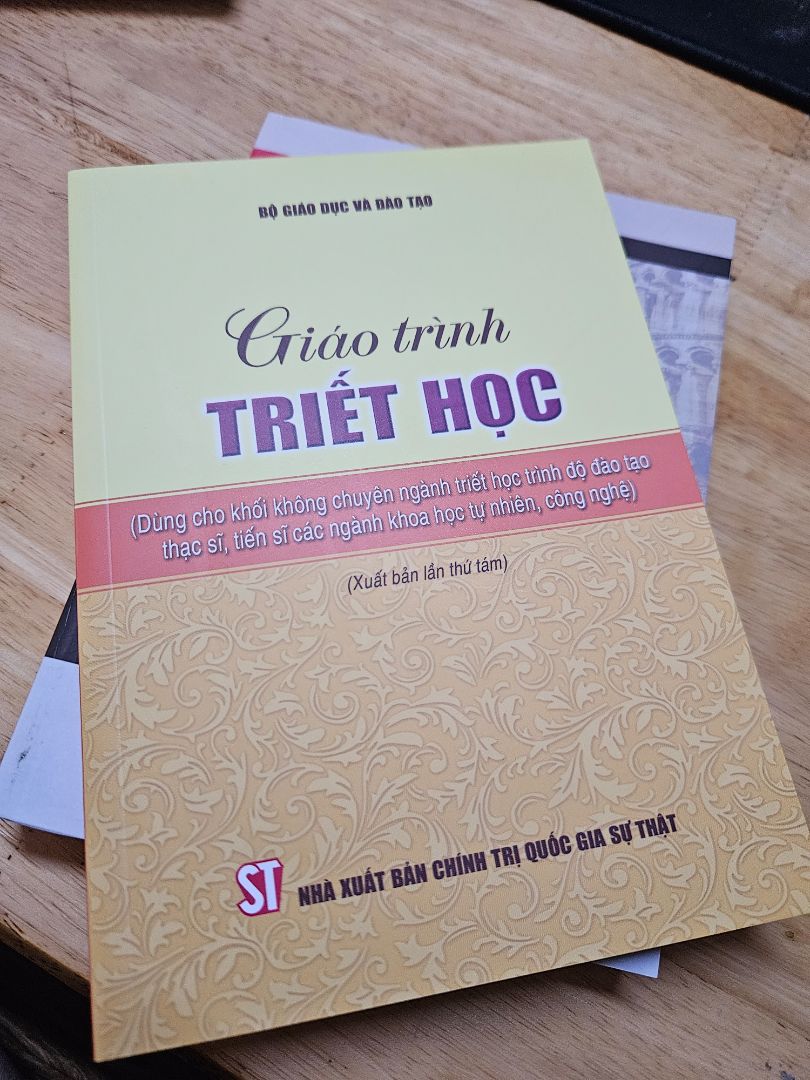 BỘ GIÁO DỤC VÀ ĐÀO TẠO
Giáo trình
TRIẾT HỌC
(Dùng cho khối không chuyên ngành triết học trình độ đào tạo
thạc sĩ, tiến sĩ các ngành khoa học tự nhiên, công nghệ)
(Xuất bản lần thứ tám)
ST NHÀ XUẤT BẢN CHÍNH TRỊ QUỐC GIA SỰ THẬT